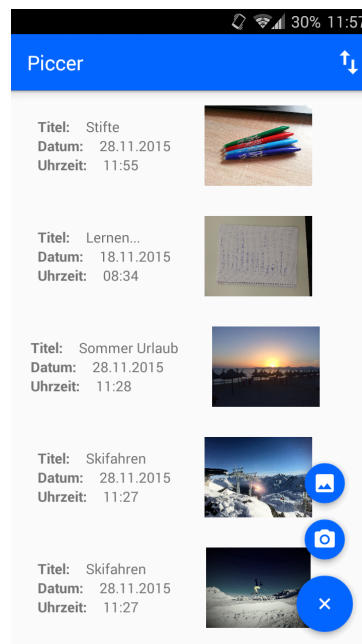 30% 11:57
Piccer
Titel: Stifte
Datum: 28.11.2015
Uhrzeit: 11:55
Titel: Lernen...
Datum: 18.11.2015
Uhrzeit: 08:34
Titel: Sommer Urlaub
Datum: 28.11.2015
Uhrzeit: 11:28
Titel: Skifahren
Datum: 28.11.2015
Uhrzeit: 11:27
Titel: Skifahren
Datum: 28.11.2015
Uhrzeit: 11:27